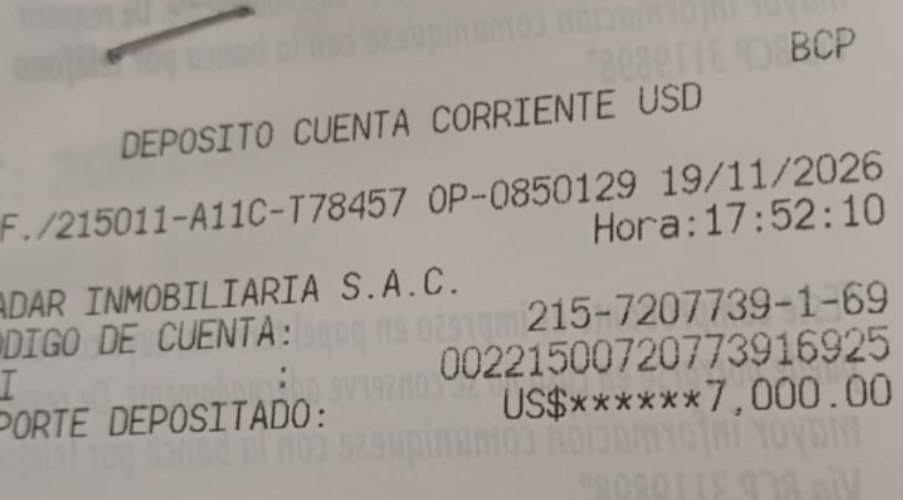 BCP
DEPOSITO CUENTA CORRIENTE USD
F./215011-A11C-T78457 OP-0850129 19/11/2026
Hora:17:52:10
ADAR INMOBILIARIA S.A.C.
ODIGO DE CUENTA: 215-7207739-1-69
I : 00221500720773916925
PORTE DEPOSITADO: US$******7,000.00